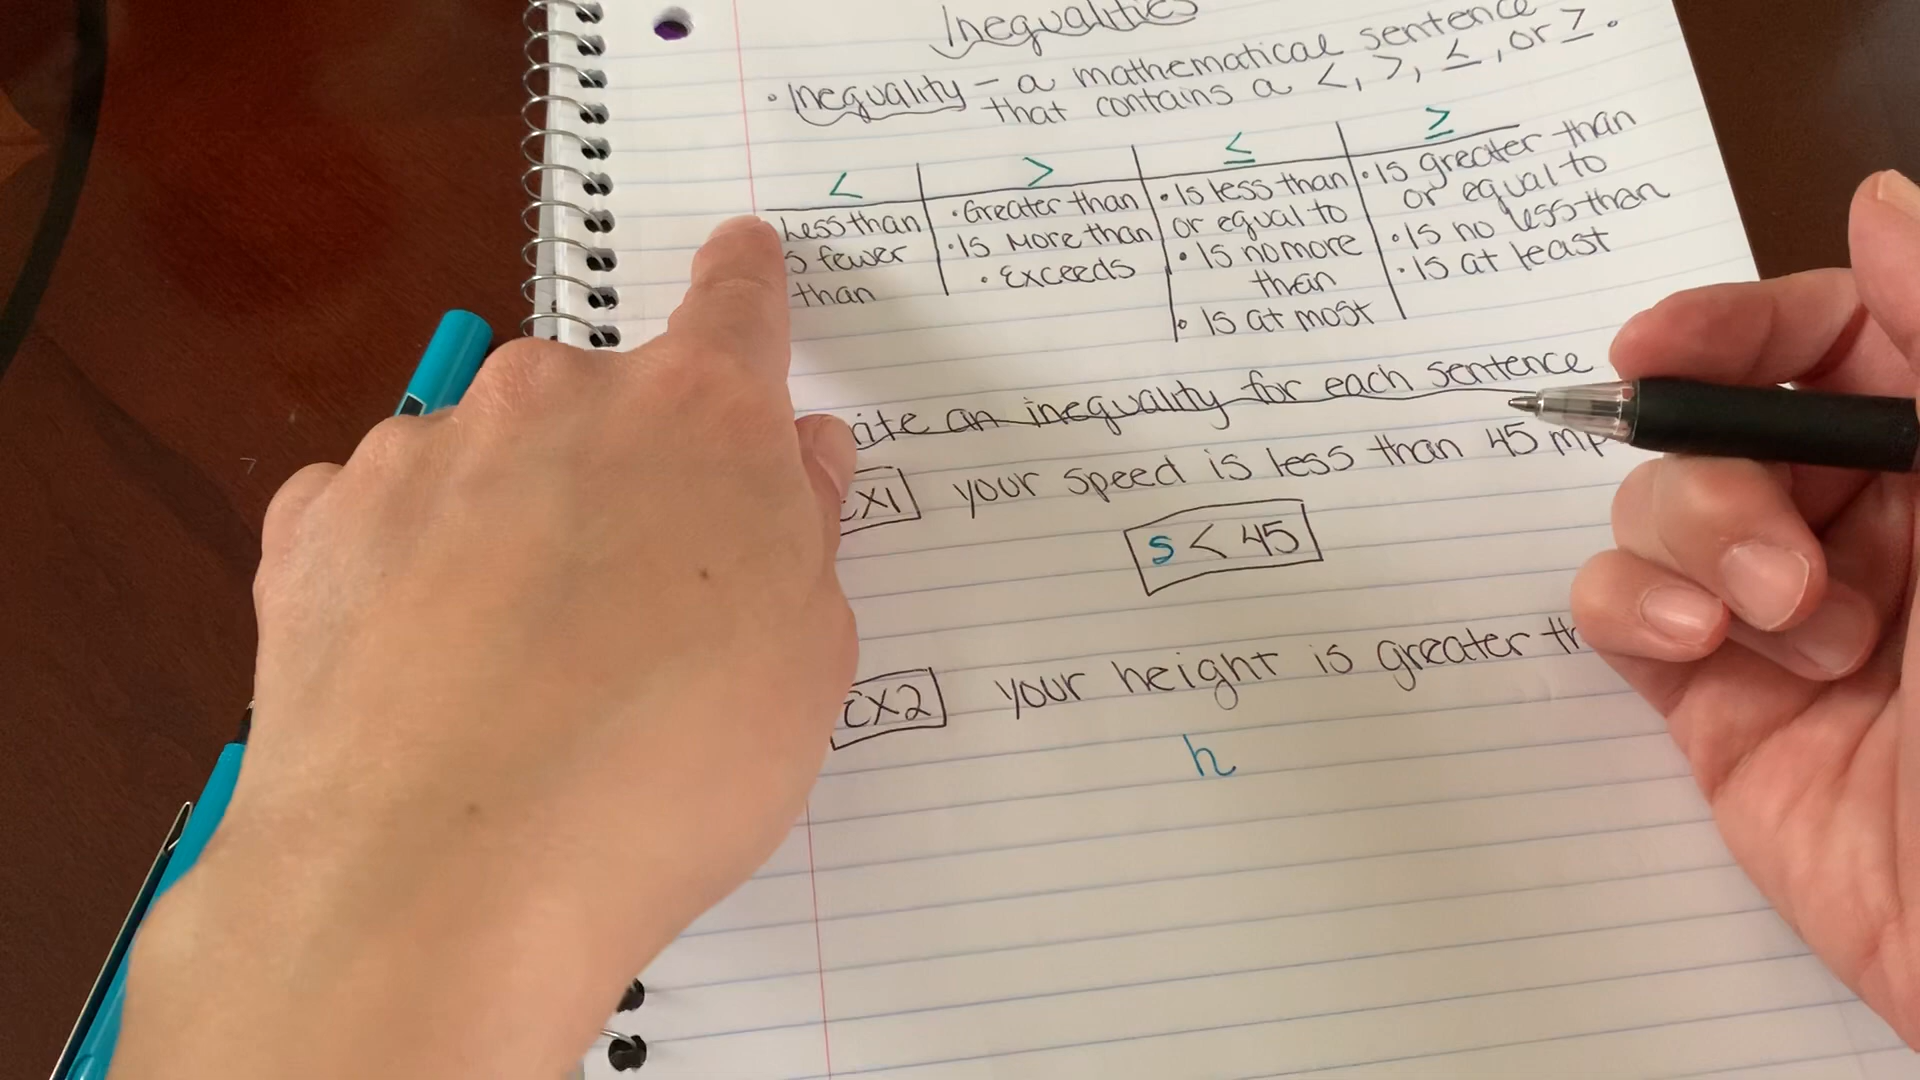 Inequalities
• Inequality - a mathematical sentence
that contains a <, >, ≤, or ≥.
< > ≤ ≥
Less than
fewer
than
• Greater than
• Is More than
• Exceeds
• Is less than
or equal to
• Is no more
than
• Is at most
• Is greater than
or equal to
• Is no less than
• Is at least
ite an inequality for each sentence
EX1 your speed is less than 45 mp
s < 45
EX2 your height is greater th
h